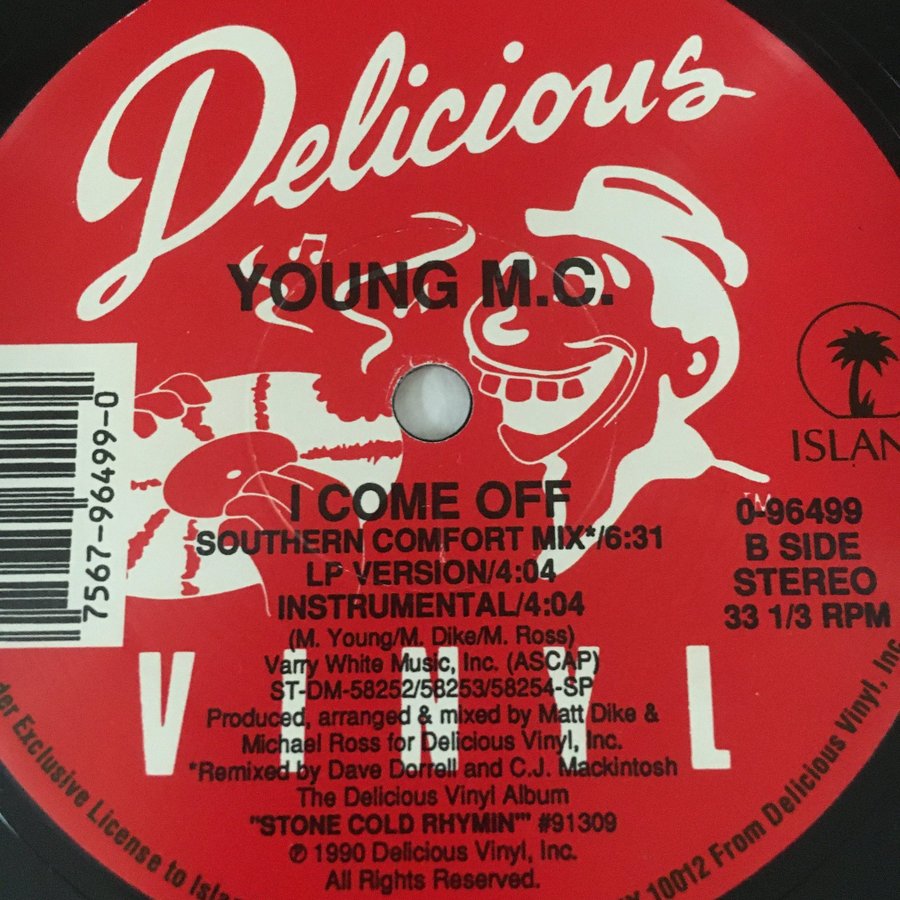 Delicious
YOUNG M.C.
ISLAN
7567-96499-0
I COME OFF
SOUTHERN COMFORT MIX*/6:31
LP VERSION/4:04
INSTRUMENTAL/4:04
(M. Young/M. Dike/M. Ross)
Varry White Music, Inc. (ASCAP)
ST-DM-58252/58253/58254-SP
Produced, arranged & mixed by Matt Dike &
Michael Ross for Delicious Vinyl, Inc.
*Remixed by Dave Dorrell and C.J. Mackintosh
The Delicious Vinyl Album
"STONE COLD RHYMIN'" #91309
℗ 1990 Delicious Vinyl, Inc.
All Rights Reserved.
TM
0-96499
B SIDE
STEREO
33 1/3 RPM
VINYL
der Exclusive License to Islan
10012 From Delicious Vinyl, Inc.